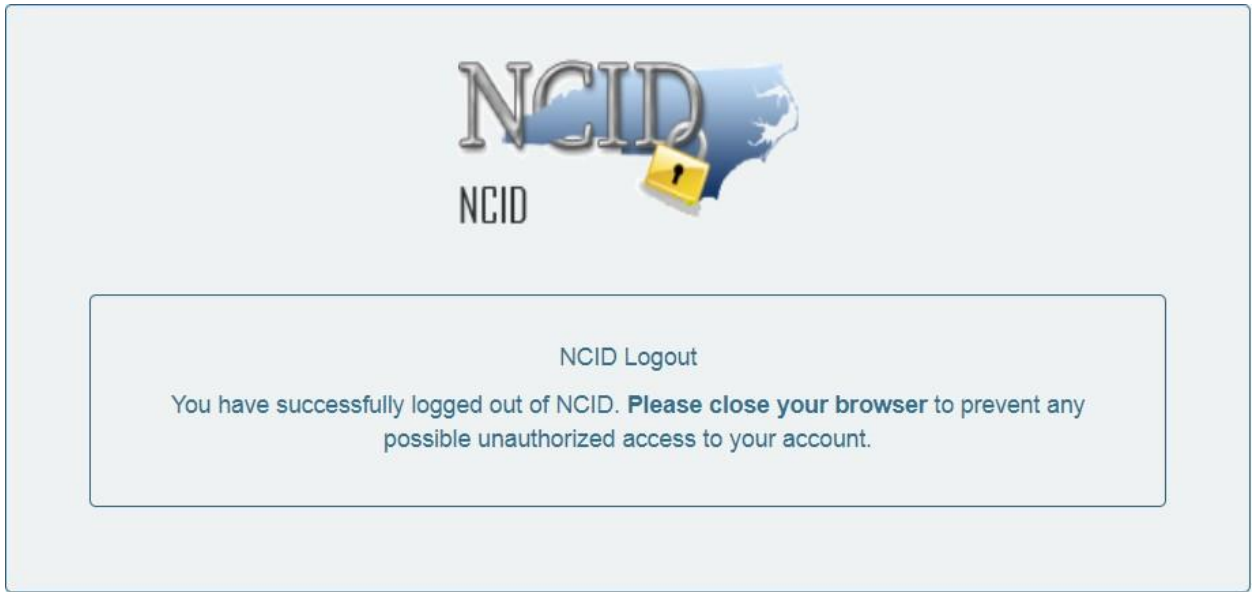 NCID
NCID
NCID Logout
You have successfully logged out of NCID. Please close your browser to prevent any
possible unauthorized access to your account.